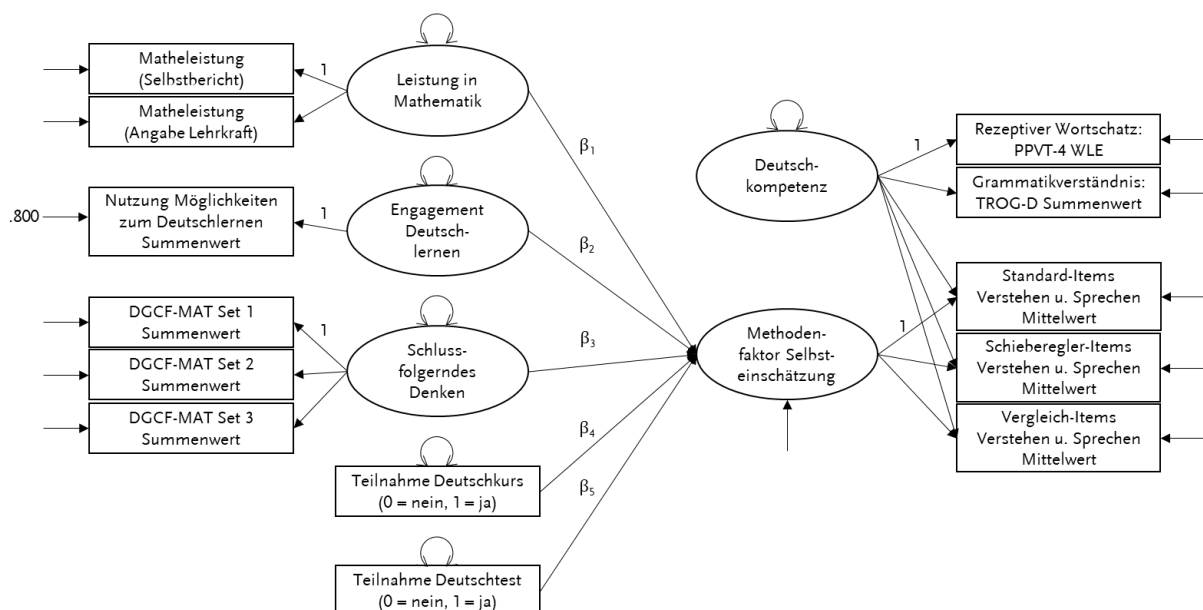 Matheleistung
(Selbstbericht)
1
Matheleistung
(Angabe Lehrkraft)
Leistung in
Mathematik
β1
.800
Nutzung Möglichkeiten
zum Deutschlernen
Summenwert
1
Engagement
Deutsch-
lernen
β2
DGCF-MAT Set 1
Summenwert
1
DGCF-MAT Set 2
Summenwert
DGCF-MAT Set 3
Summenwert
Schluss-
folgerndes
Denken
β3
Teilnahme Deutschkurs
(0 = nein, 1 = ja)
β4
Teilnahme Deutschtest
(0 = nein, 1 = ja)
β5
Deutsch-
kompetenz
1
Rezeptiver Wortschatz:
PPVT-4 WLE
Grammatikverständnis:
TROG-D Summenwert
Methoden-
faktor Selbst-
einschätzung
1
Standard-Items
Verstehen u. Sprechen
Mittelwert
Schieberegler-Items
Verstehen u. Sprechen
Mittelwert
Vergleich-Items
Verstehen u. Sprechen
Mittelwert